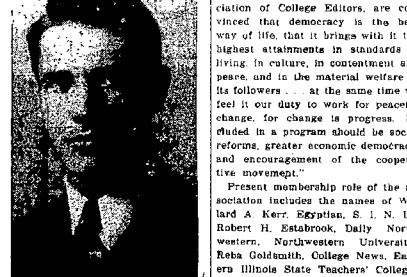 ciation of College Editors, are co
vinced that democracy is the be
way of life, that it brings with it t
highest attainments in standards
living, in culture, in contentment a
peace, and in the material welfare
its followers . . . at the same time w
feel it our duty to work for peacef
change, for change is progress.
cluded in a program should be soc
reforms, greater economic democrac
and encouragement of the coopera
tive movement."
Present membership role of the a
sociation includes the names of W
lard A. Kerr, Egyptian, S. I. N. U
Robert H. Estabrook, Daily Nor
western, Northwestern Universit
Reba Goldsmith, College News, Ea
ern Illinois State Teachers' Colleg